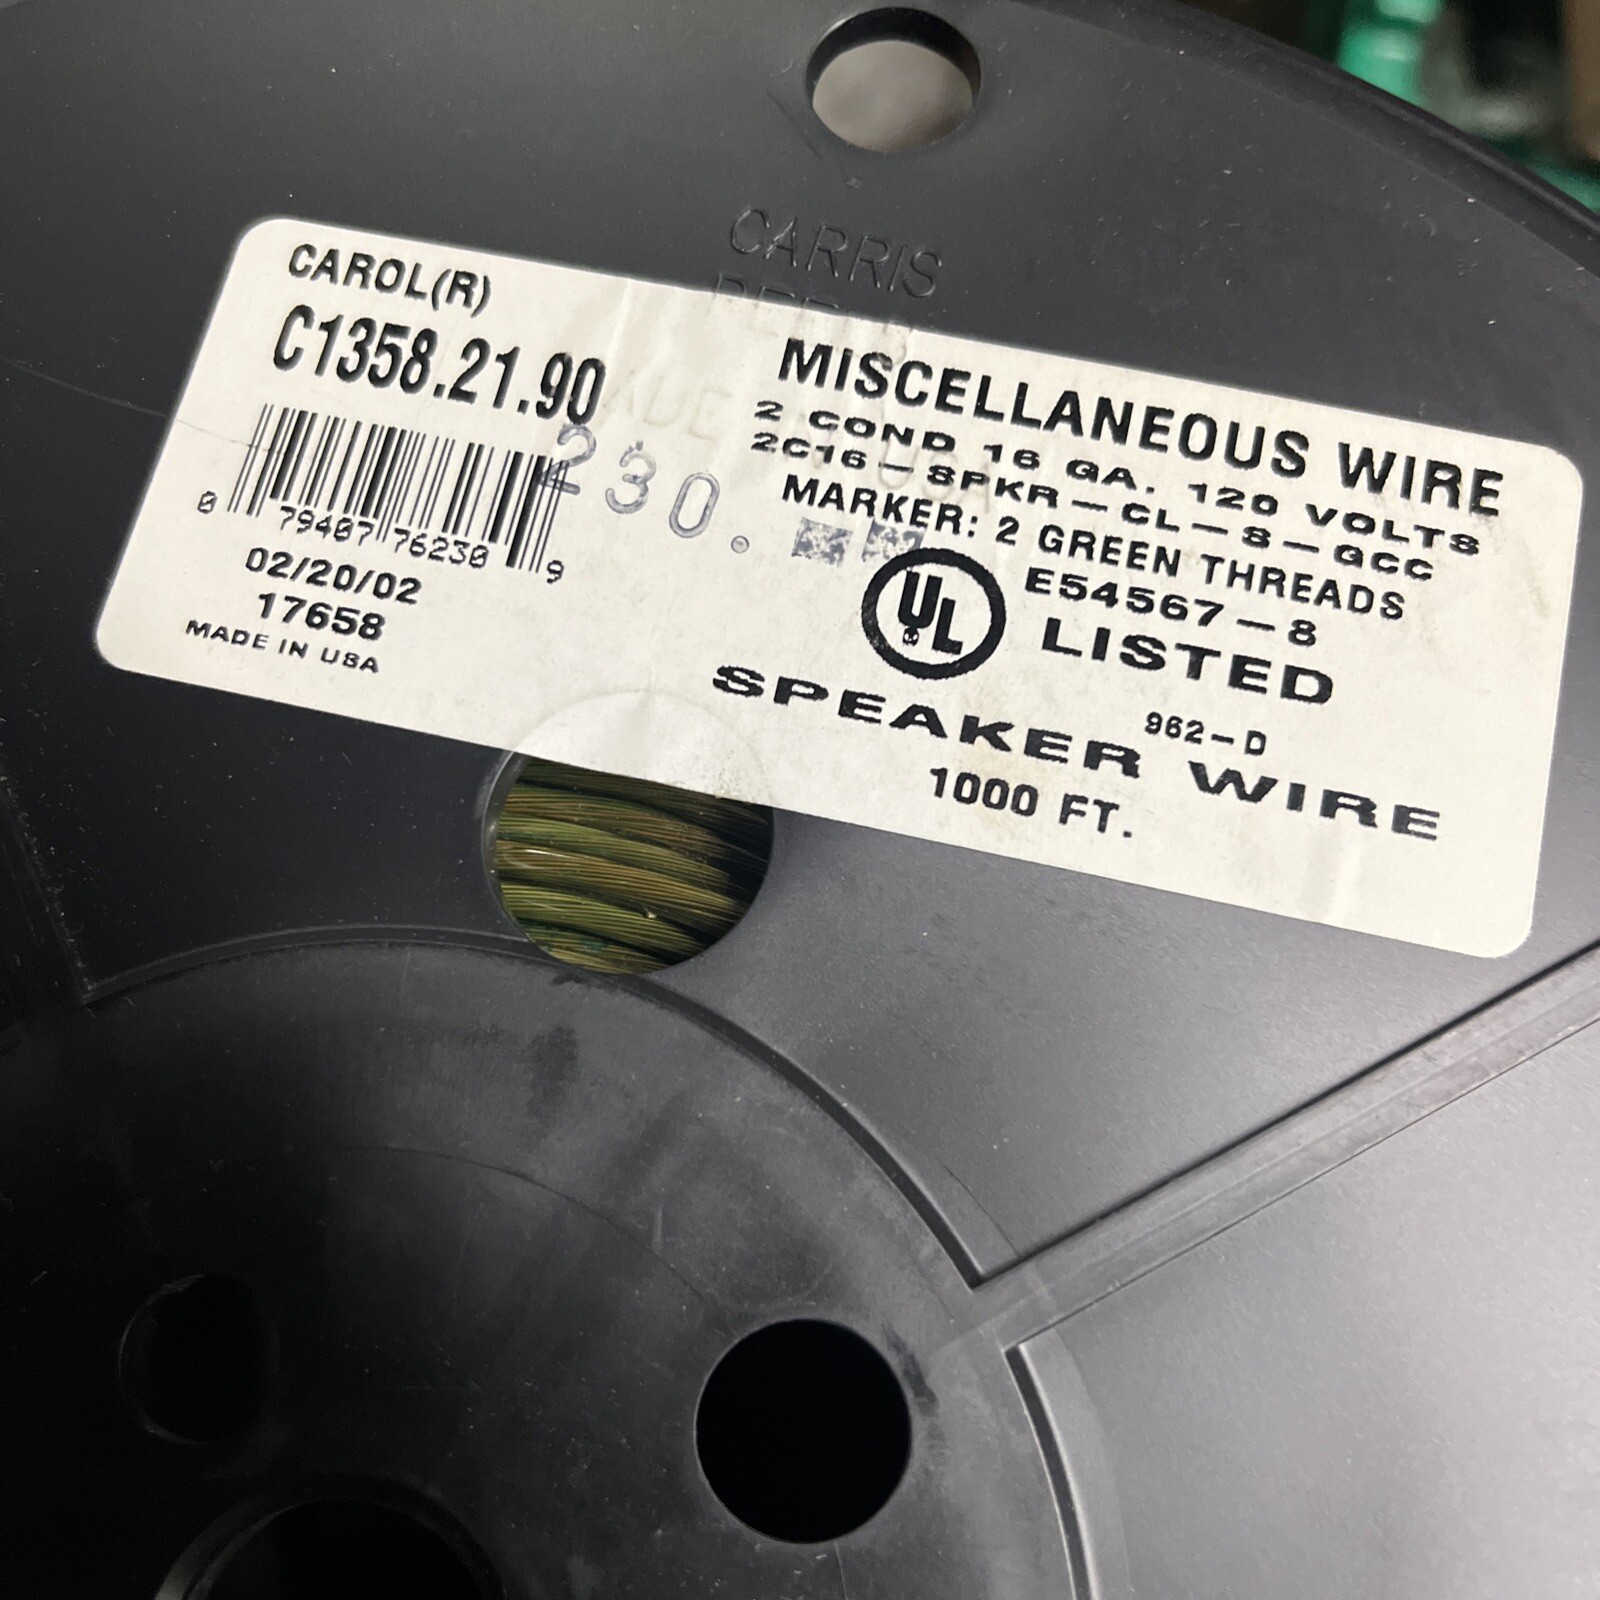 CARRIS
CAROL(R)
C1358.21.90
230.
0 79407 76230 9
02/20/02
17658
MADE IN USA
MISCELLANEOUS WIRE
2 COND 16 GA. 120 VOLTS
2C16-SPKR-CL-S-GCC
MARKER: 2 GREEN THREADS
UL E54567-8
LISTED
962-D
SPEAKER WIRE
1000 FT.